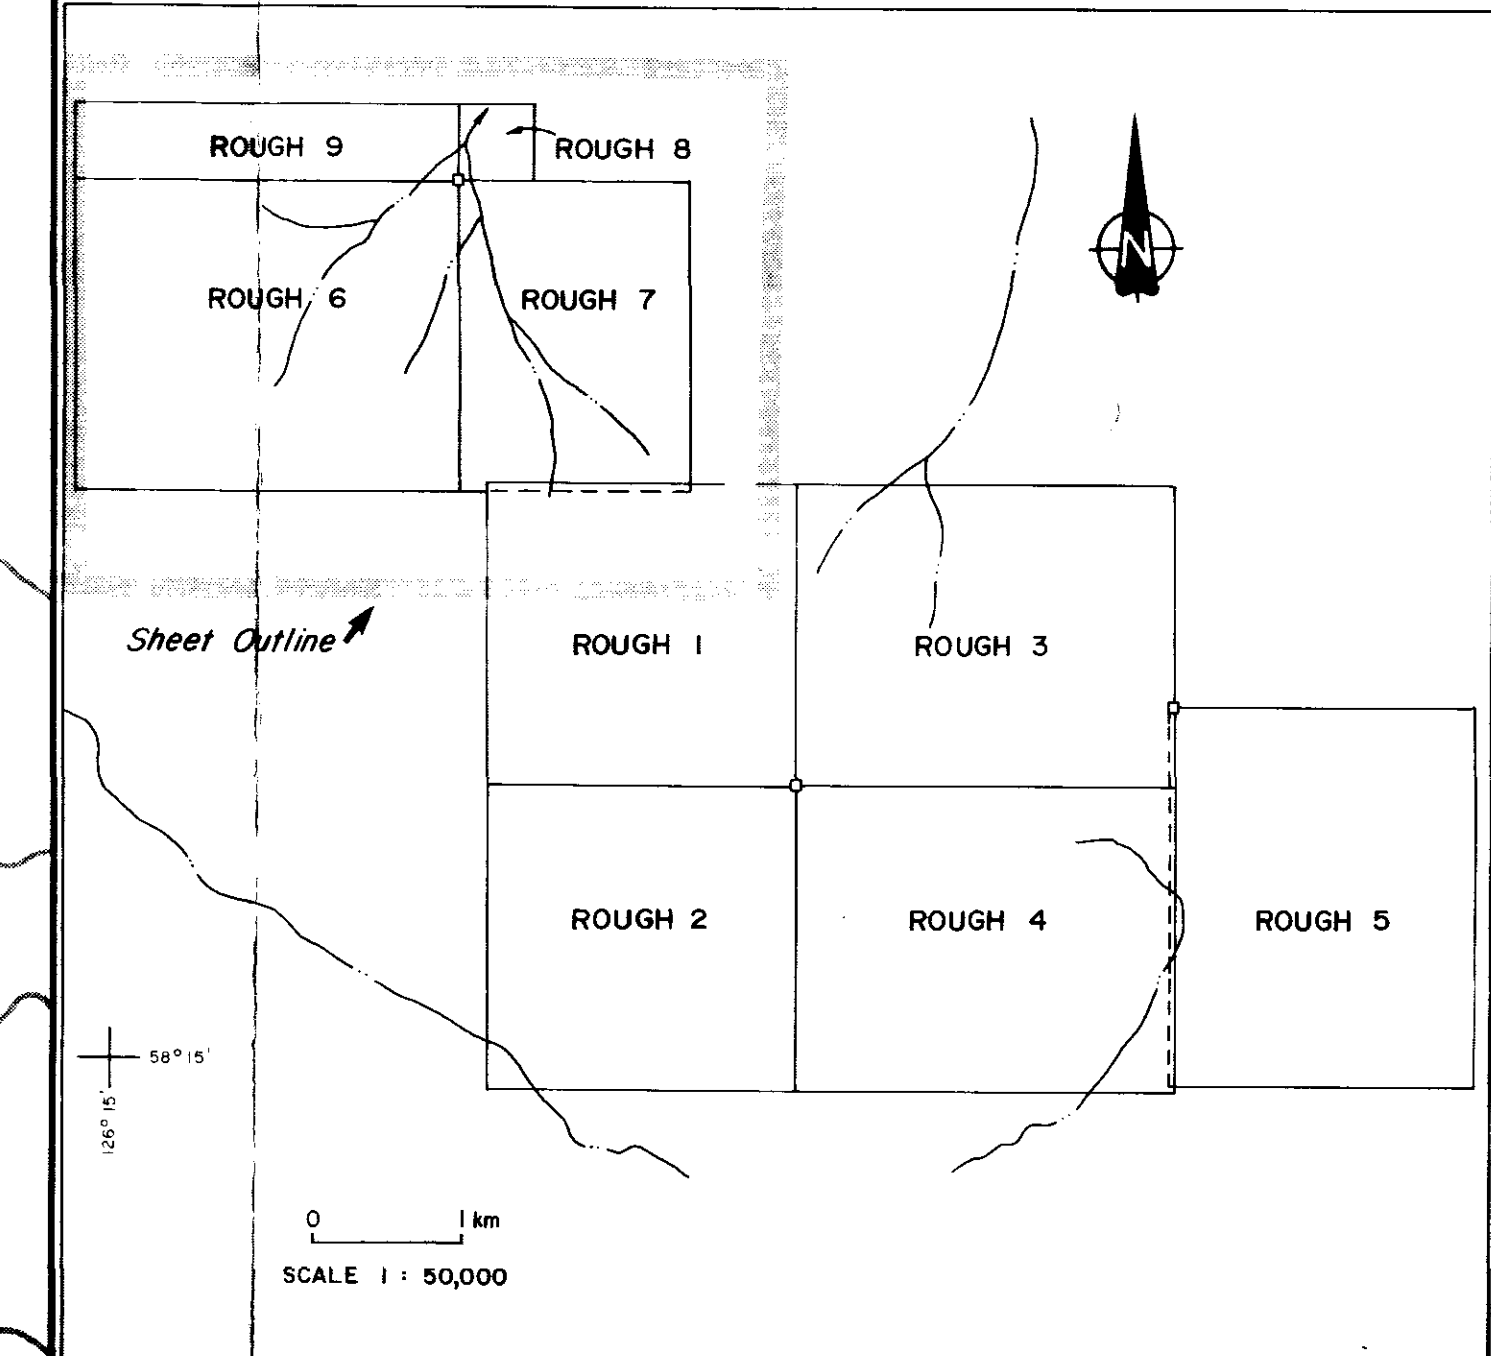 ROUGH 9
ROUGH 8
N
ROUGH 6
ROUGH 7
Sheet Outline
ROUGH 1
ROUGH 3
ROUGH 2
ROUGH 4
ROUGH 5
58° 15'
126° 15'
0 1 km
SCALE 1 : 50,000